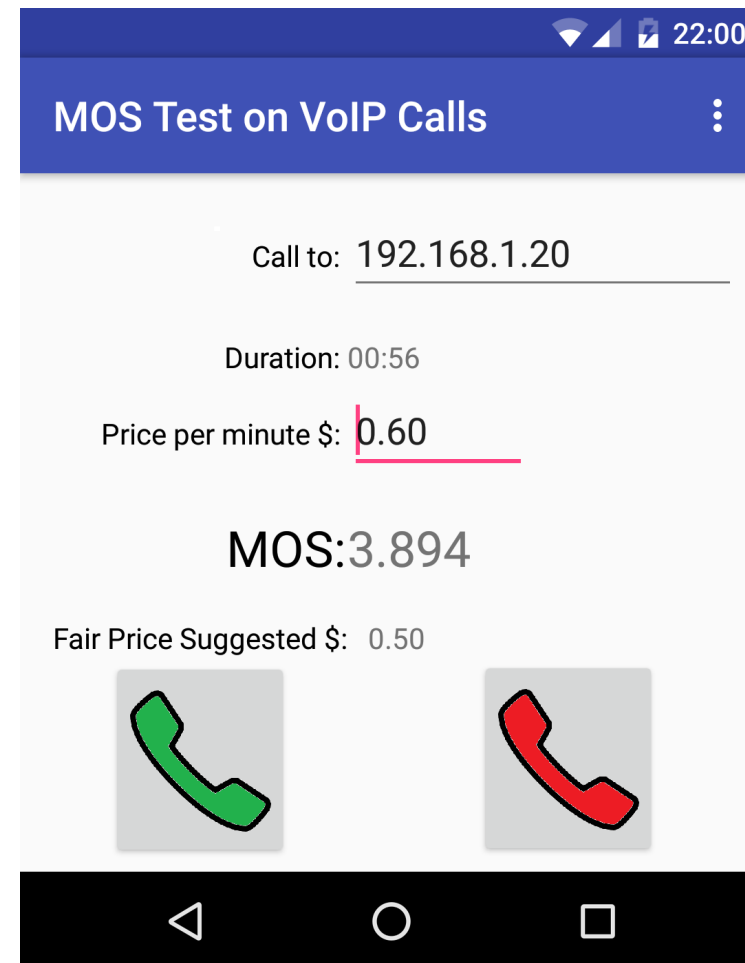 22:00
MOS Test on VoIP Calls
Call to: 192.168.1.20
Duration: 00:56
Price per minute $: 0.60
MOS:3.894
Fair Price Suggested $: 0.50